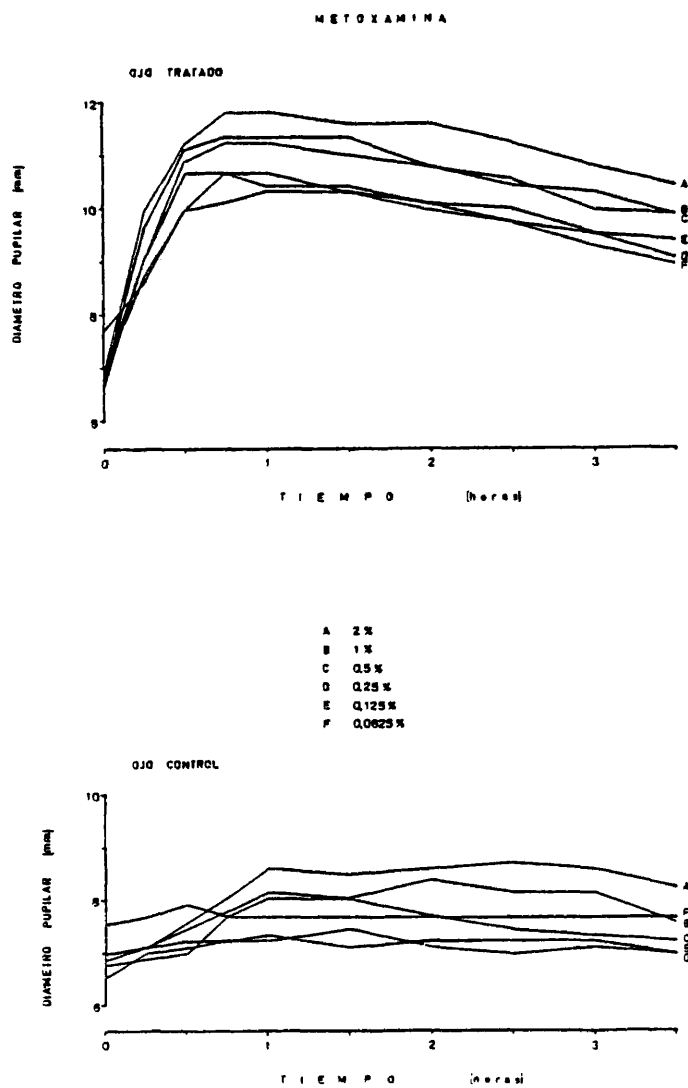 METOXAMINA
OJO TRATADO
12
10
8
6
DIAMETRO PUPILAR (mm)
A
B
C
E
D
F
0 1 2 3
TIEMPO (horas)
A 2%
B 1%
C 0,5%
D 0,25%
E 0,125%
F 0,0625%
OJO CONTROL
10
8
6
DIAMETRO PUPILAR (mm)
A
F
B
C
0 1 2 3
TIEMPO (horas)